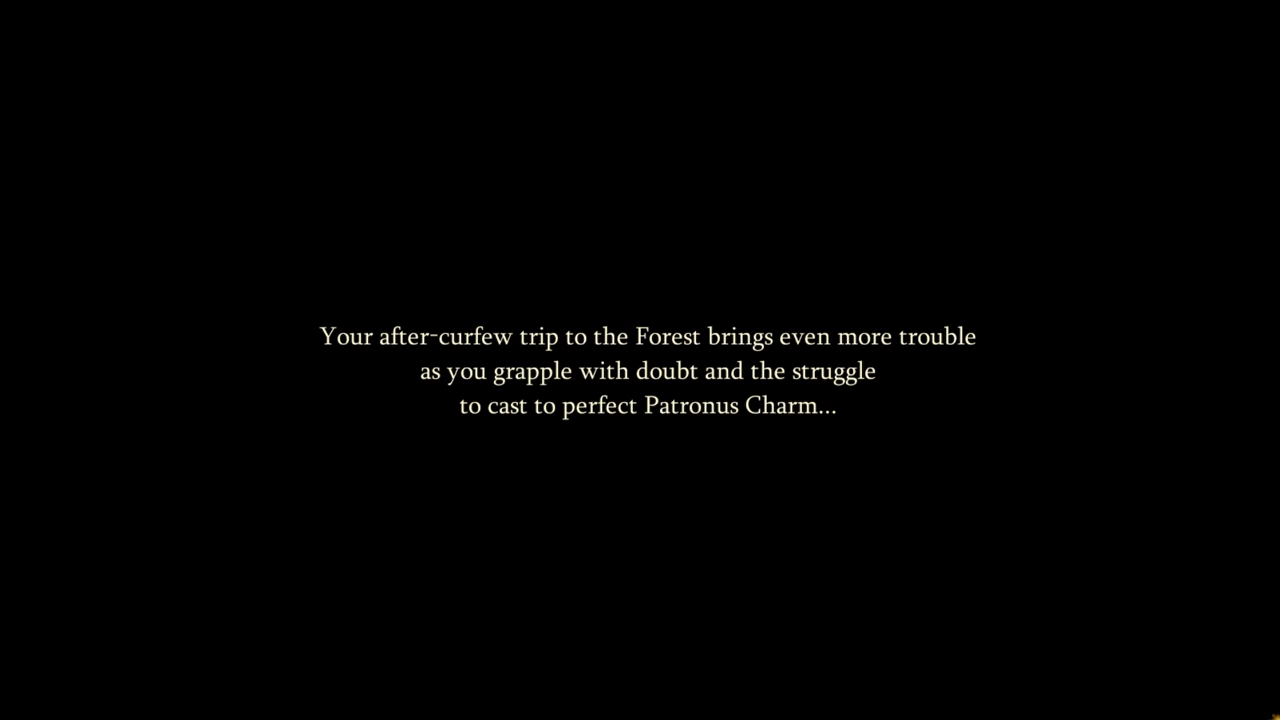 Your after-curfew trip to the Forest brings even more trouble
as you grapple with doubt and the struggle
to cast to perfect Patronus Charm...